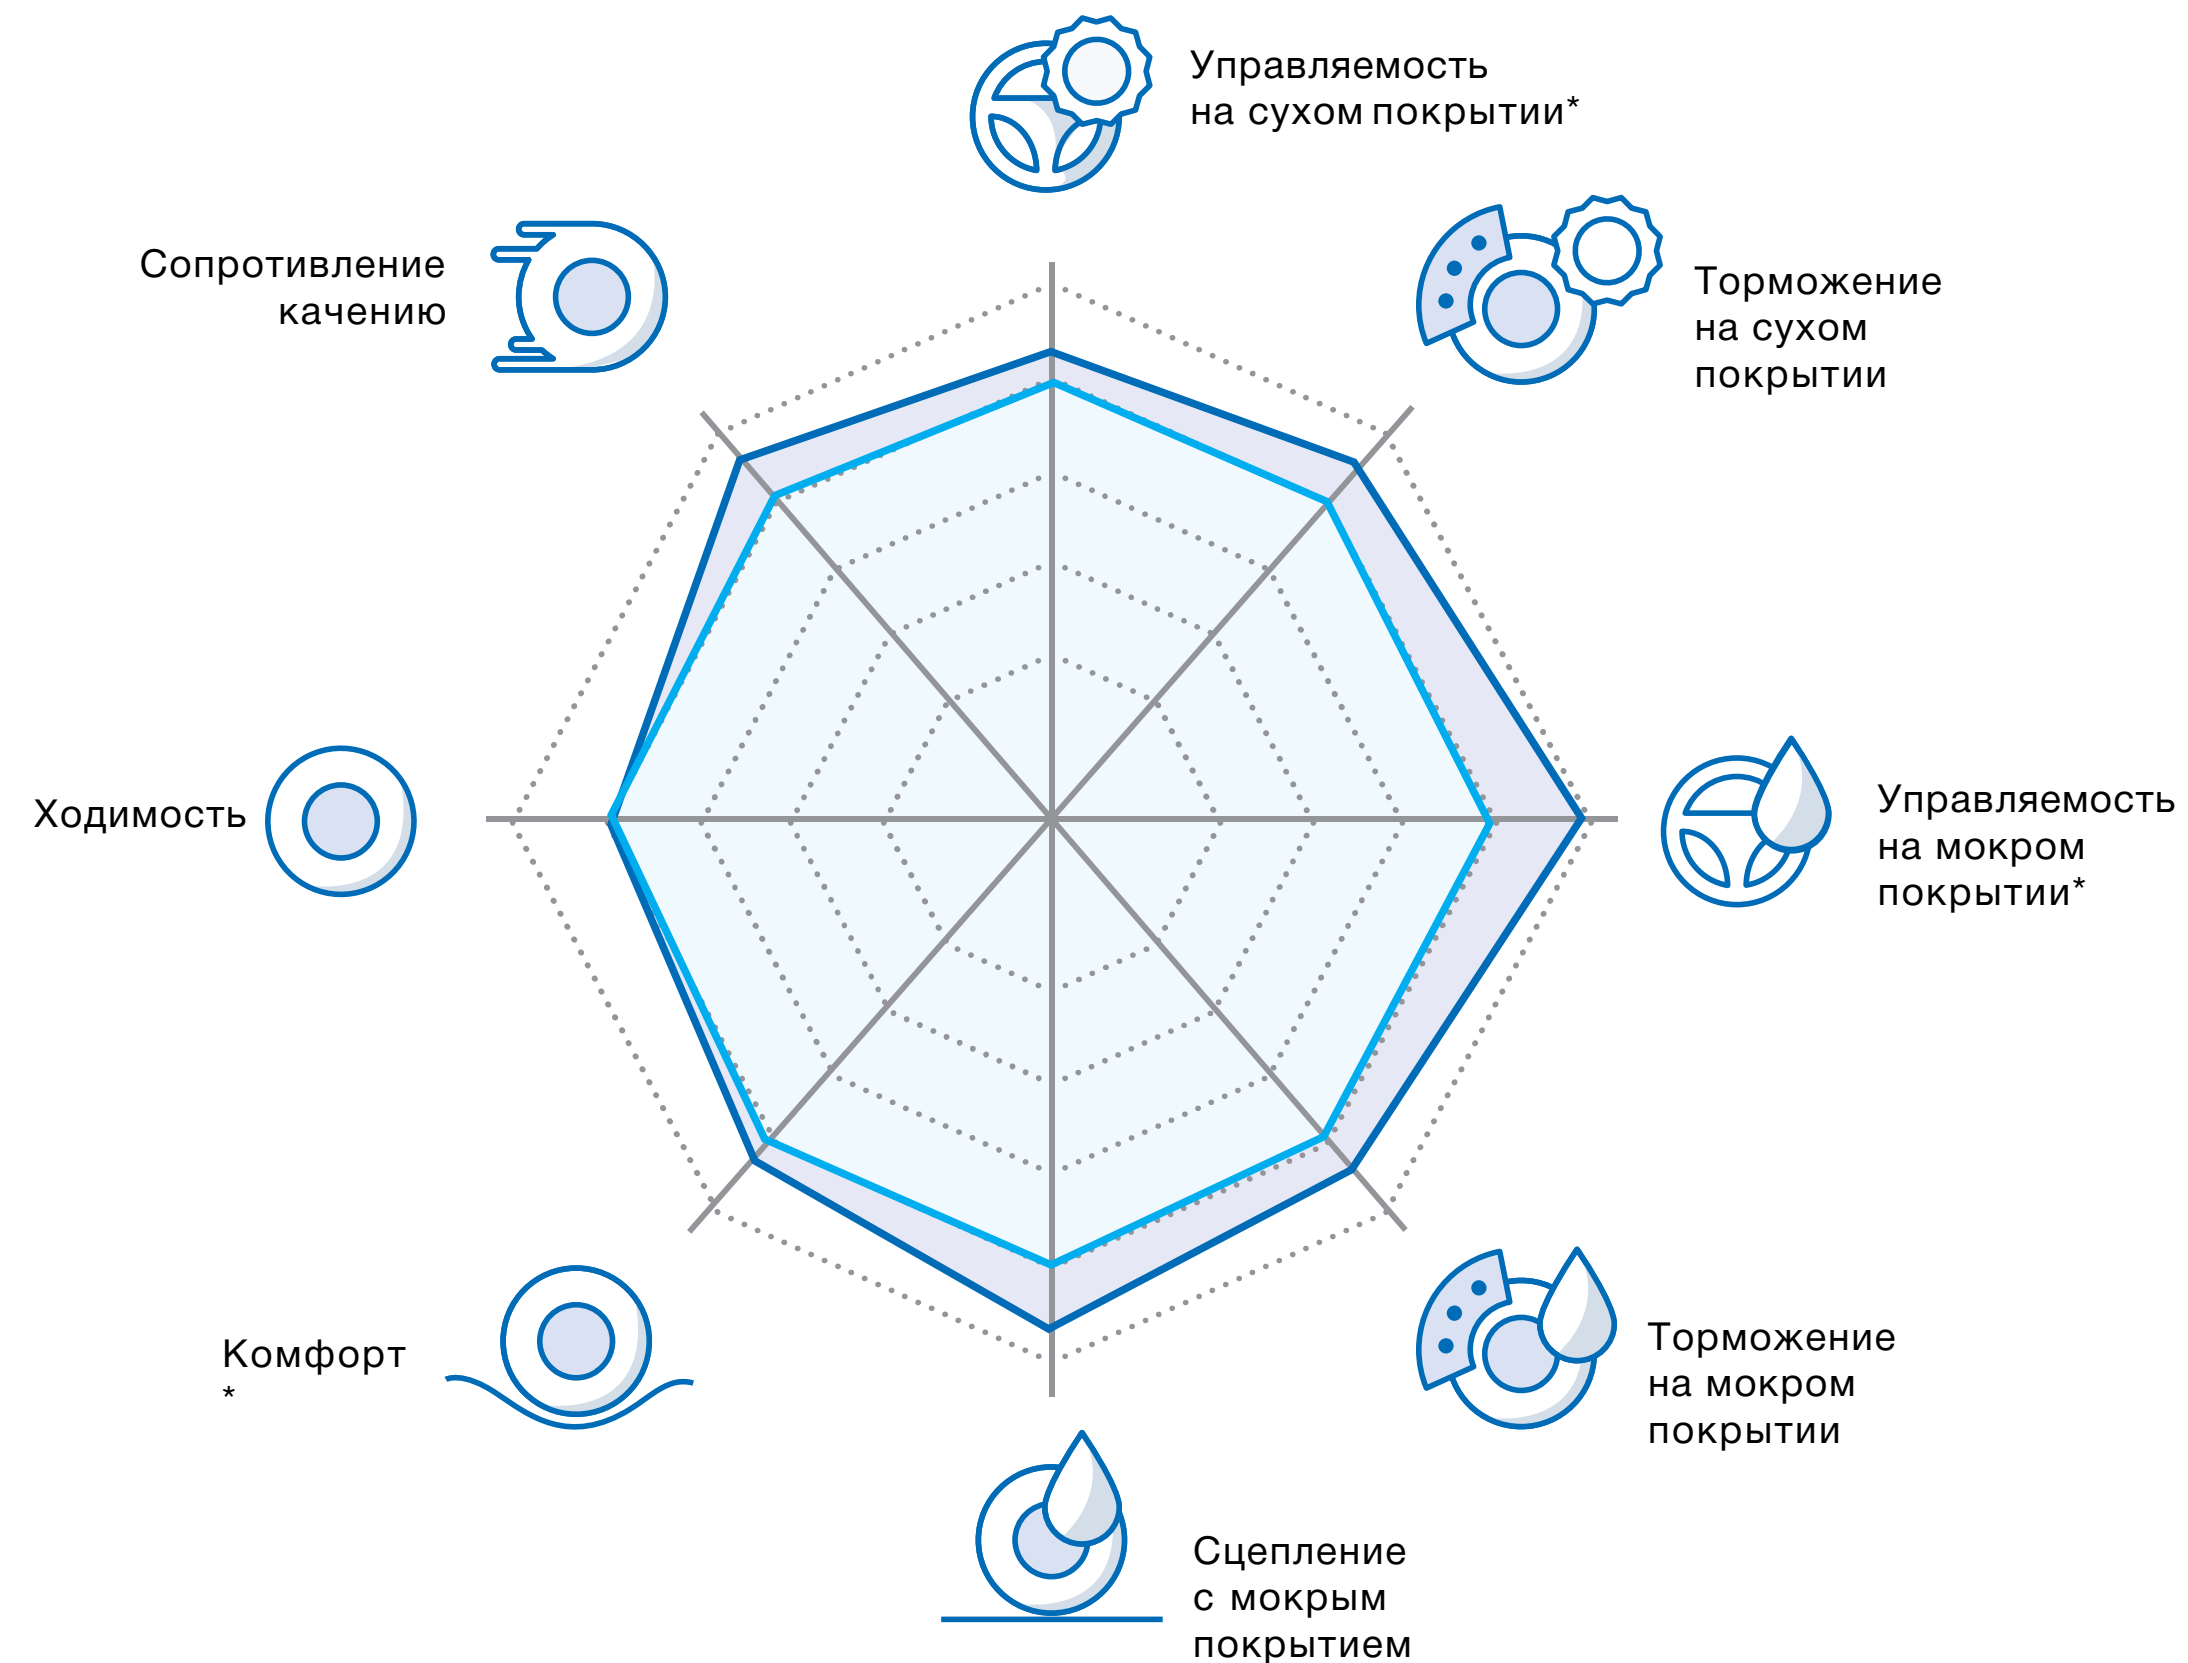 Управляемость
на сухом покрытии*
Сопротивление
качению
Торможение
на сухом
покрытии
Ходимость
Управляемость
на мокром
покрытии*
Комфорт
*
Торможение
на мокром
покрытии
Сцепление
с мокрым
покрытием